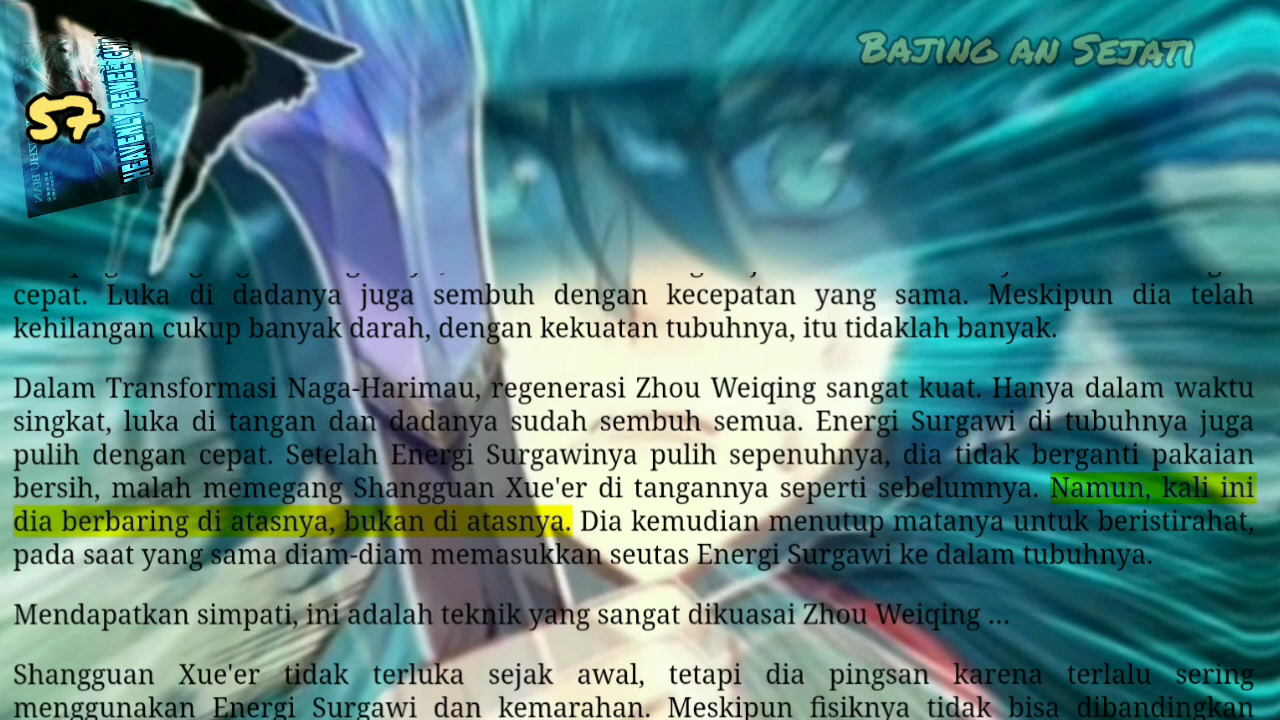 Bajing an Sejati
57
HEAVENLY JEWEL
cepat. Luka di dadanya juga sembuh dengan kecepatan yang sama. Meskipun dia telah
kehilangan cukup banyak darah, dengan kekuatan tubuhnya, itu tidaklah banyak.
Dalam Transformasi Naga-Harimau, regenerasi Zhou Weiqing sangat kuat. Hanya dalam waktu
singkat, luka di tangan dan dadanya sudah sembuh semua. Energi Surgawi di tubuhnya juga
pulih dengan cepat. Setelah Energi Surgawinya pulih sepenuhnya, dia tidak berganti pakaian
bersih, malah memegang Shangguan Xue'er di tangannya seperti sebelumnya. Namun, kali ini
dia berbaring di atasnya, bukan di atasnya. Dia kemudian menutup matanya untuk beristirahat,
pada saat yang sama diam-diam memasukkan seutas Energi Surgawi ke dalam tubuhnya.
Mendapatkan simpati, ini adalah teknik yang sangat dikuasai Zhou Weiqing ...
Shangguan Xue'er tidak terluka sejak awal, tetapi dia pingsan karena terlalu sering
menggunakan Energi Surgawi dan kemarahan. Meskipun fisiknya tidak bisa dibandingkan